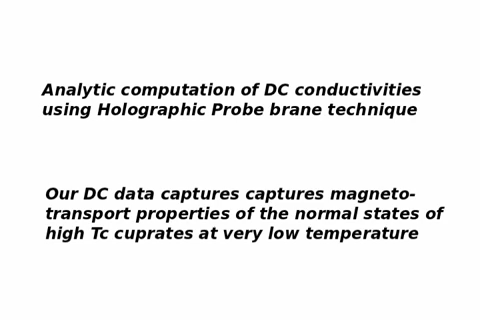 Analytic computation of DC conductivities
using Holographic Probe brane technique
Our DC data captures captures magneto-
transport properties of the normal states of
high Tc cuprates at very low temperature